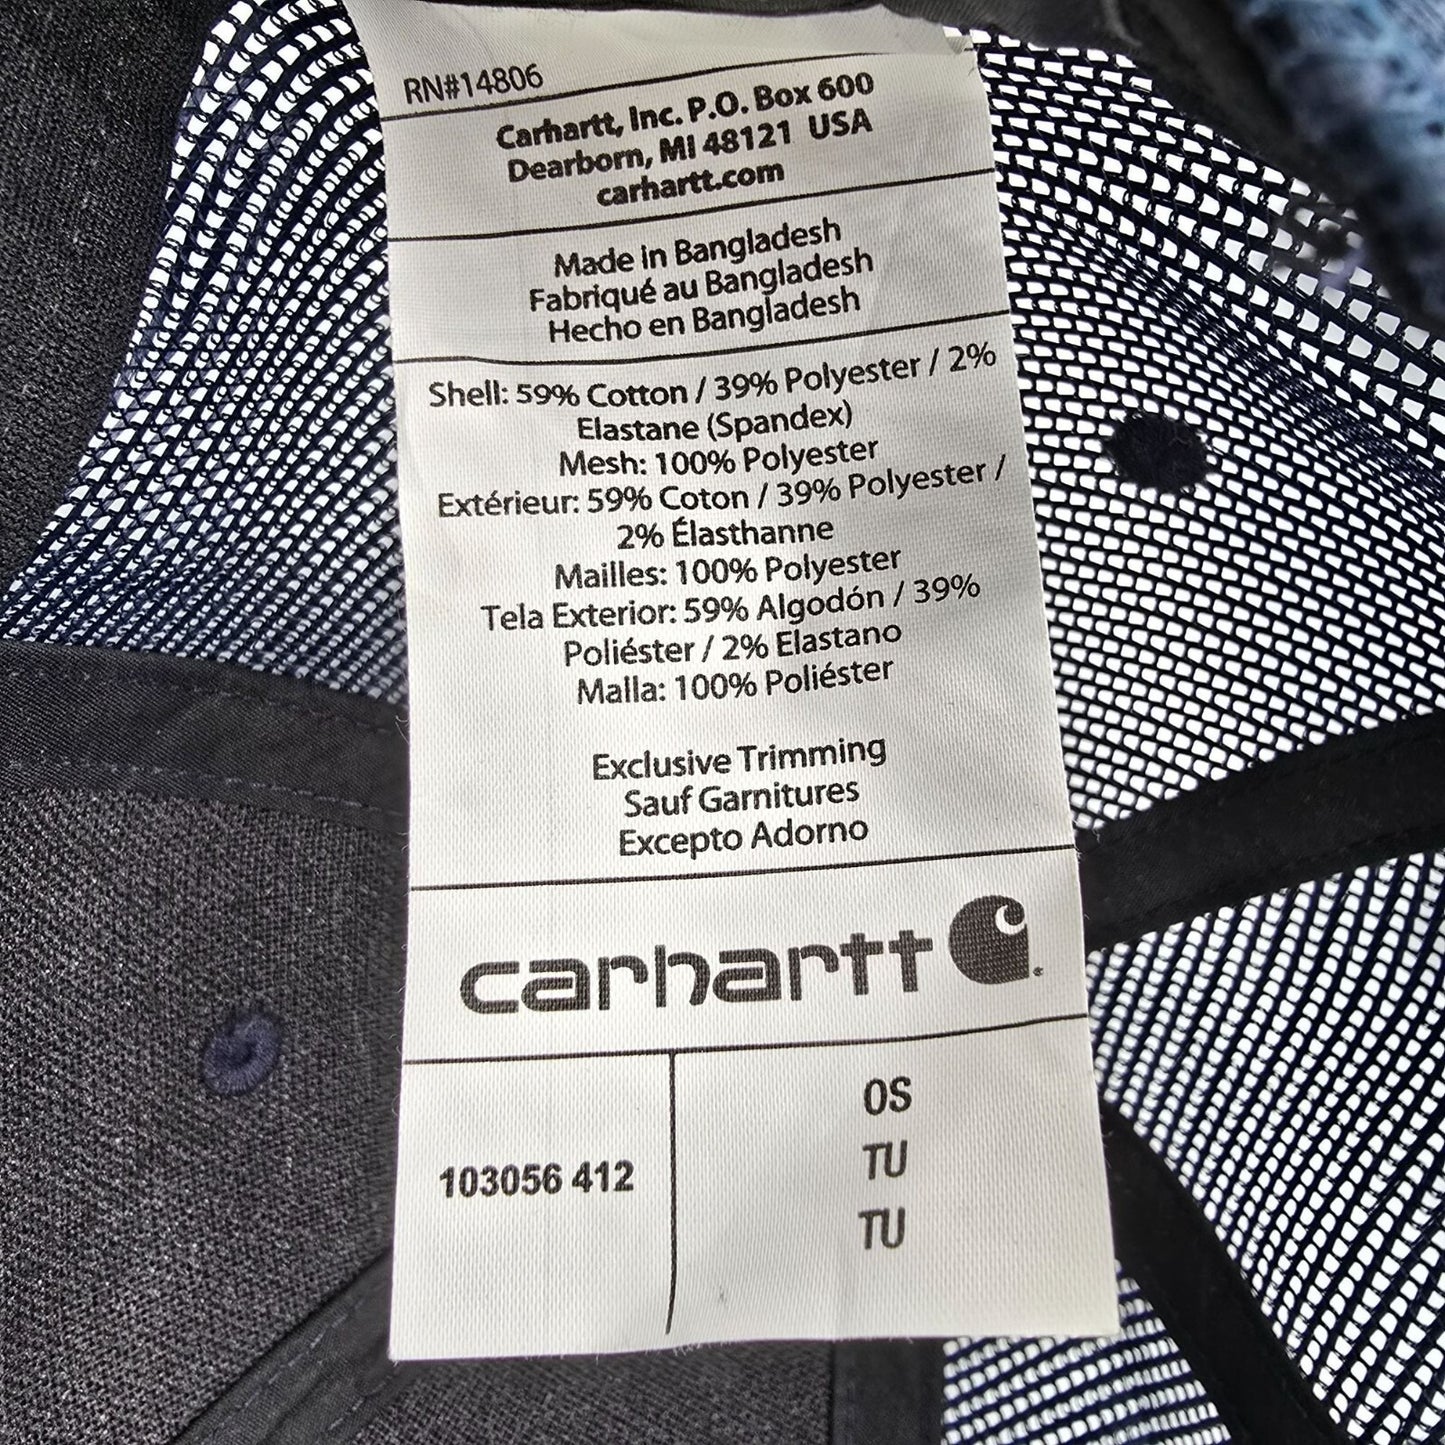 RN#14806
Carhartt, Inc. P.O. Box 600
Dearborn, MI 48121 USA
carhartt.com
Made in Bangladesh
Fabriqué au Bangladesh
Hecho en Bangladesh
Shell: 59% Cotton / 39% Polyester / 2%
Elastane (Spandex)
Mesh: 100% Polyester
Extérieur: 59% Coton / 39% Polyester /
2% Élasthanne
Mailles: 100% Polyester
Tela Exterior: 59% Algodón / 39%
Poliéster / 2% Elastano
Malla: 100% Poliéster
Exclusive Trimming
Sauf Garnitures
Excepto Adorno
carhartt
103056 412
OS
TU
TU